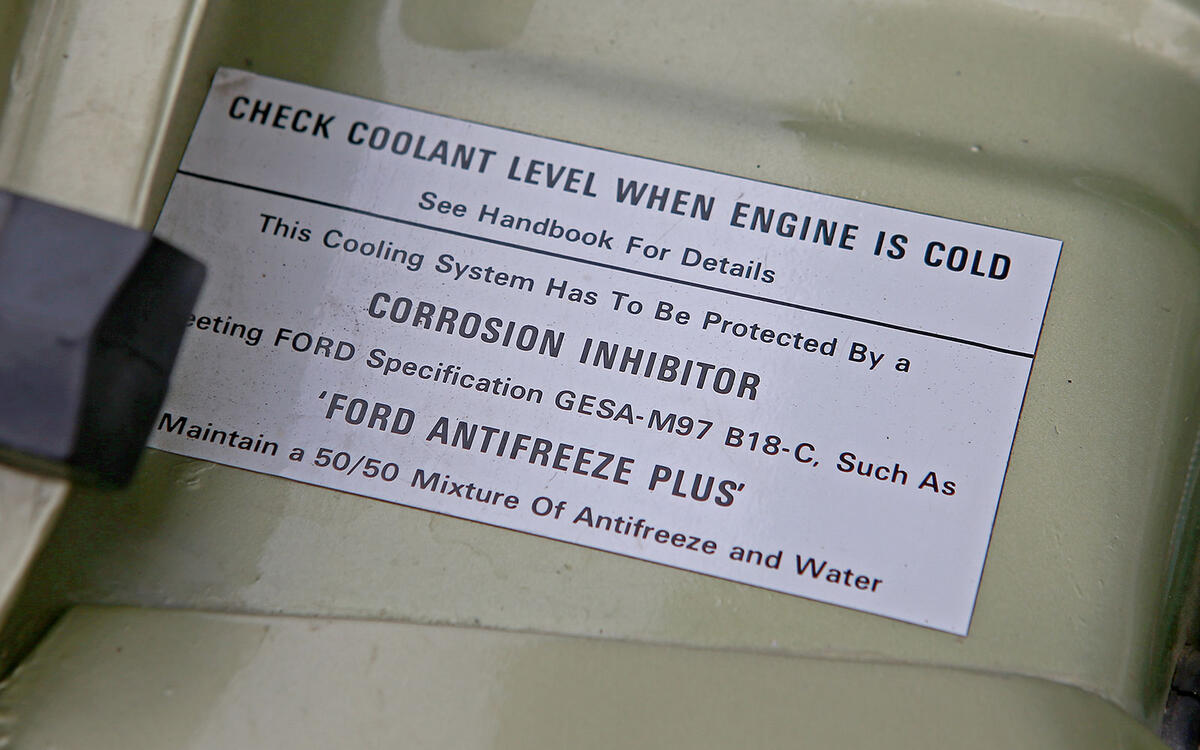 CHECK COOLANT LEVEL WHEN ENGINE IS COLD
See Handbook For Details
This Cooling System Has To Be Protected By a
CORROSION INHIBITOR
eeting FORD Specification GESA-M97 B18-C, Such As
'FORD ANTIFREEZE PLUS'
Maintain a 50/50 Mixture Of Antifreeze and Water